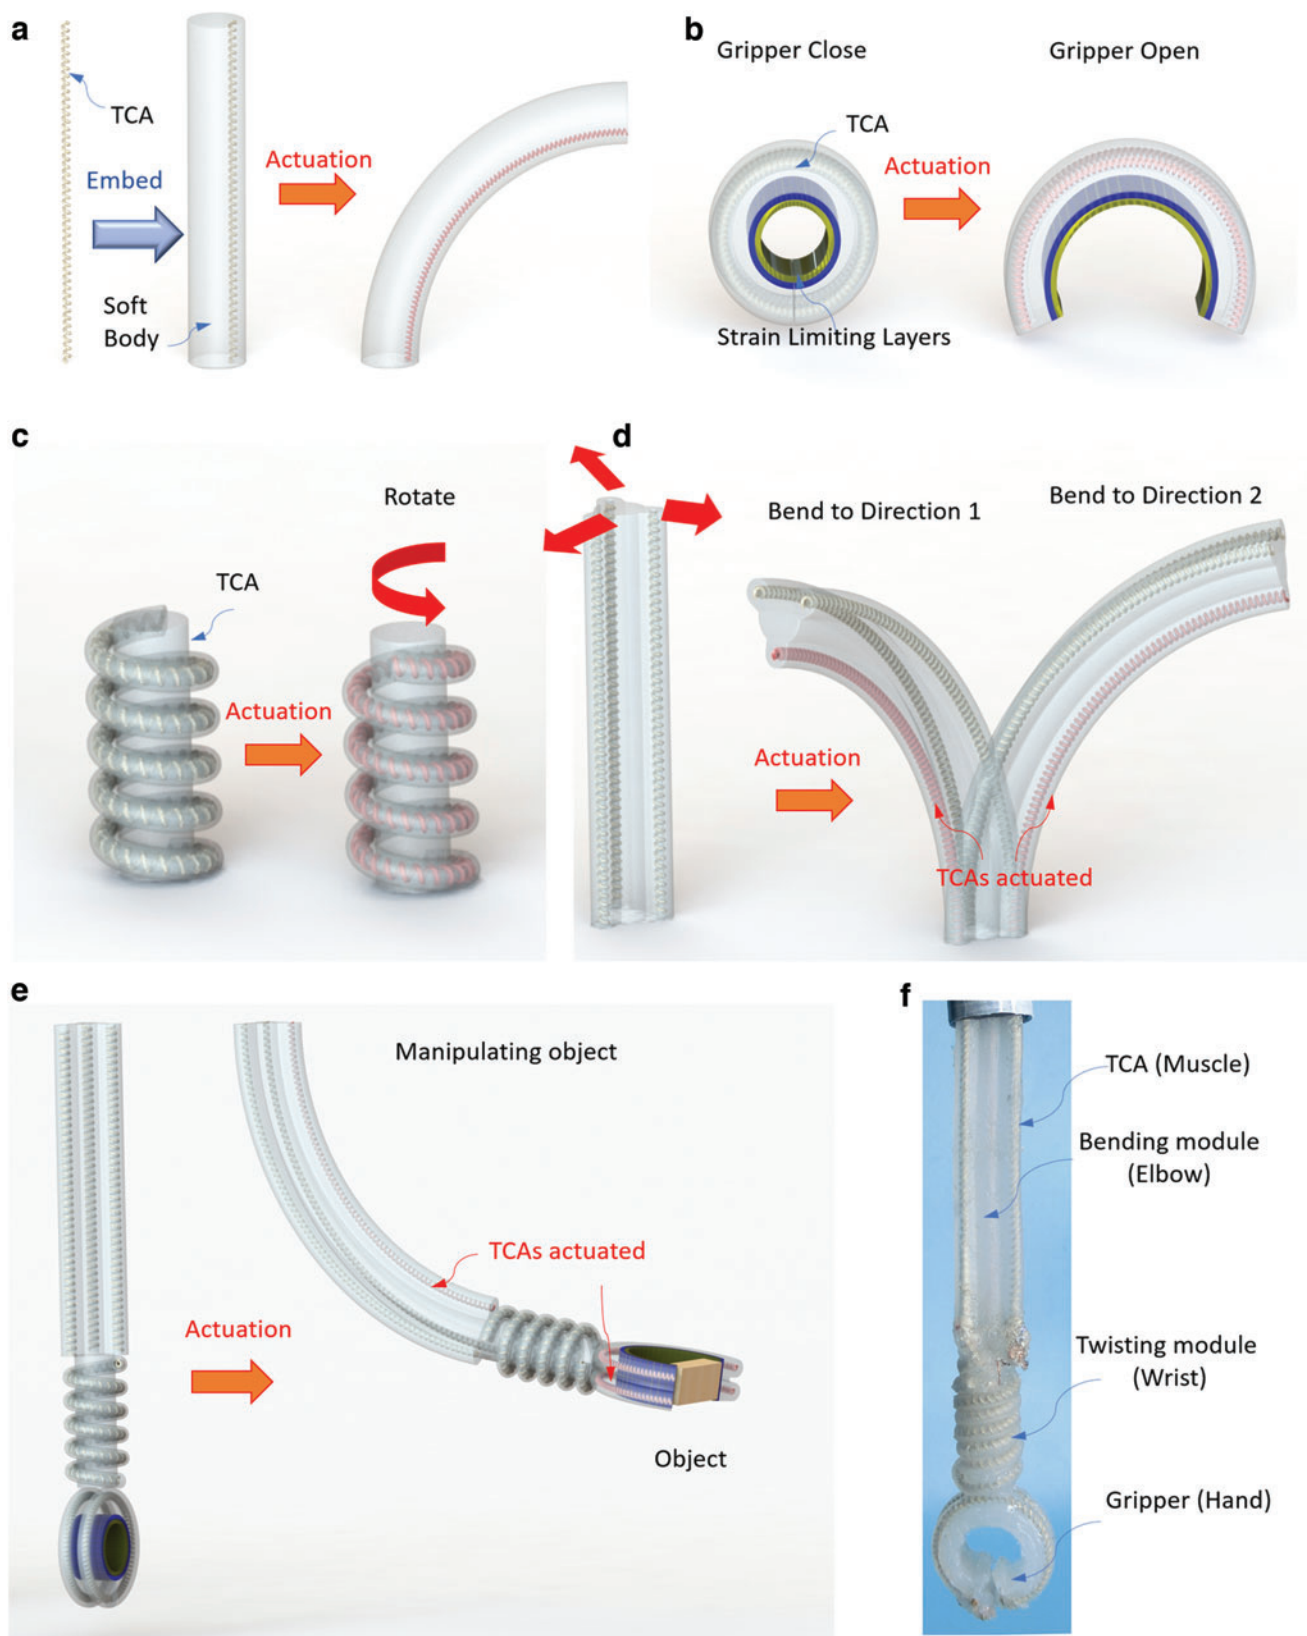 a
TCA
Embed
Soft
Body
Actuation
b
Gripper Close
Gripper Open
TCA
Actuation
Strain Limiting Layers
c
TCA
Actuation
Rotate
d
Bend to Direction 1
Bend to Direction 2
Actuation
TCAs actuated
e
Manipulating object
TCAs actuated
Actuation
Object
f
TCA (Muscle)
Bending module
(Elbow)
Twisting module
(Wrist)
Gripper (Hand)